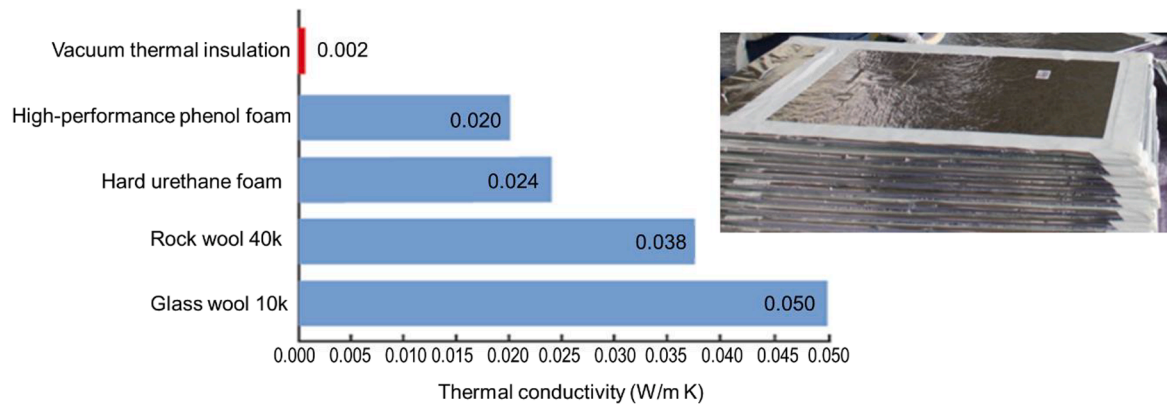 Vacuum thermal insulation 0.002
High-performance phenol foam 0.020
Hard urethane foam 0.024
Rock wool 40k 0.038
Glass wool 10k 0.050
0.000 0.005 0.010 0.015 0.020 0.025 0.030 0.035 0.040 0.045 0.050
Thermal conductivity (W/m K)